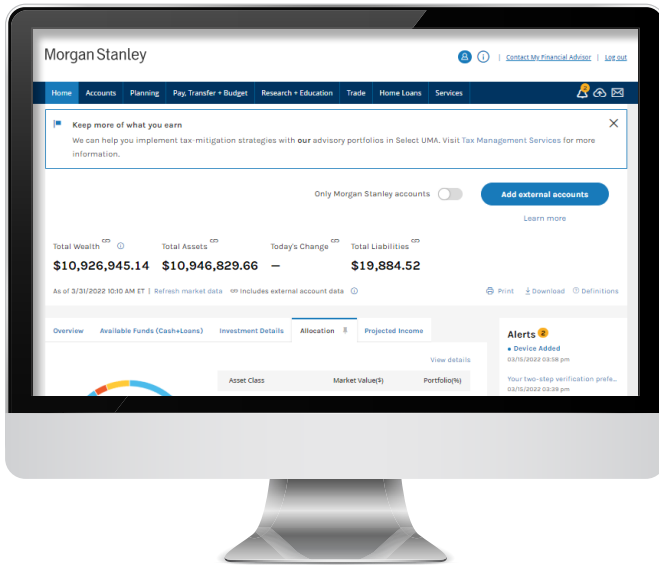 Morgan Stanley
Contact My Financial Advisor | Log out
Home Accounts Planning Pay, Transfer + Budget Research + Education Trade Home Loans Services 2
Keep more of what you earn
We can help you implement tax-mitigation strategies with our advisory portfolios in Select UMA. Visit Tax Management Services for more
information.
Only Morgan Stanley accounts Add external accounts
Learn more
Total Wealth Total Assets Today's Change Total Liabilities
$10,926,945.14 $10,946,829.66 — $19,884.52
As of 3/31/2022 10:10 AM ET | Refresh market data Includes external account data Print Download Definitions
Overview Available Funds (Cash+Loans) Investment Details Allocation Projected Income
Alerts 2
• Device Added
03/15/2022 03:58 pm
View details
Asset Class Market Value($) Portfolio(%)
Your two-step verification prefe...
03/15/2022 03:39 pm